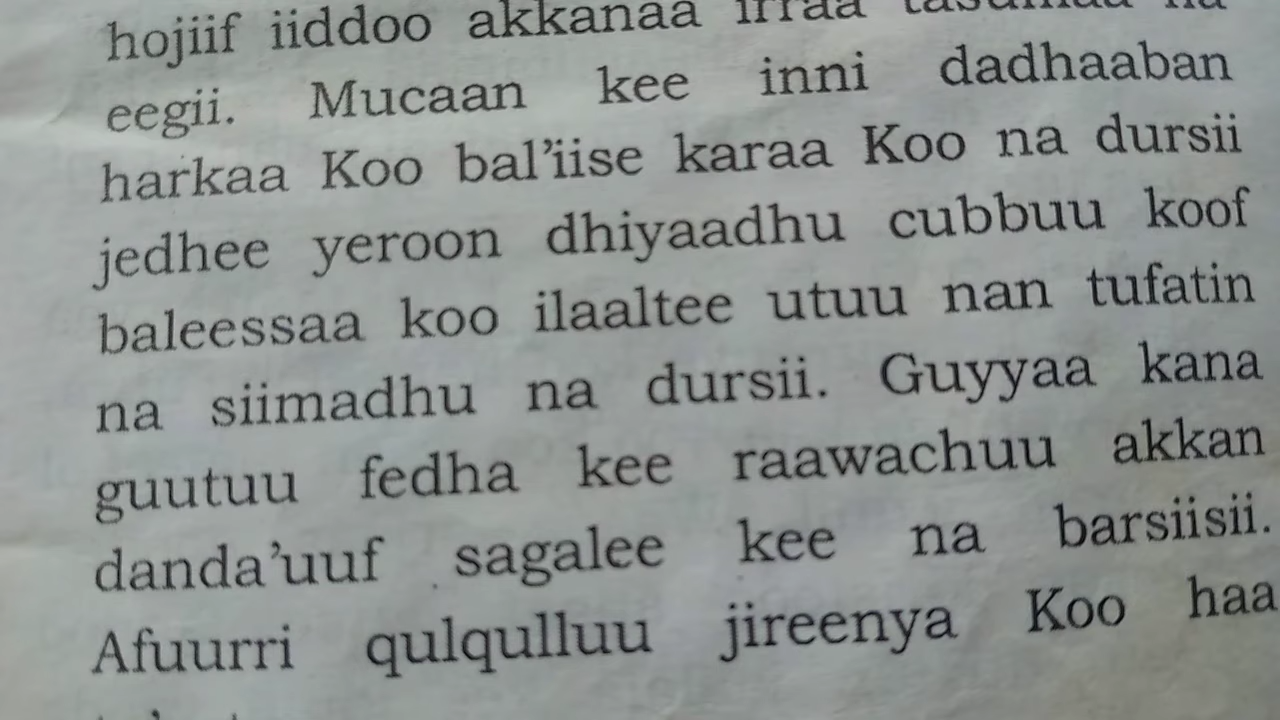 hojiif iiddoo akkanaa irraa
eegii. Mucaan kee inni dadhaaban
harkaa Koo bal’iise karaa Koo na dursii
jedhee yeroon dhiyaadhu cubbuu koof
baleessaa koo ilaaltee utuu nan tufatin
na siimadhu na dursii. Guyyaa kana
guutuu fedha kee raawachuu akkan
danda’uuf sagalee kee na barsiisii.
Afuurri qulqulluu jireenya Koo haa